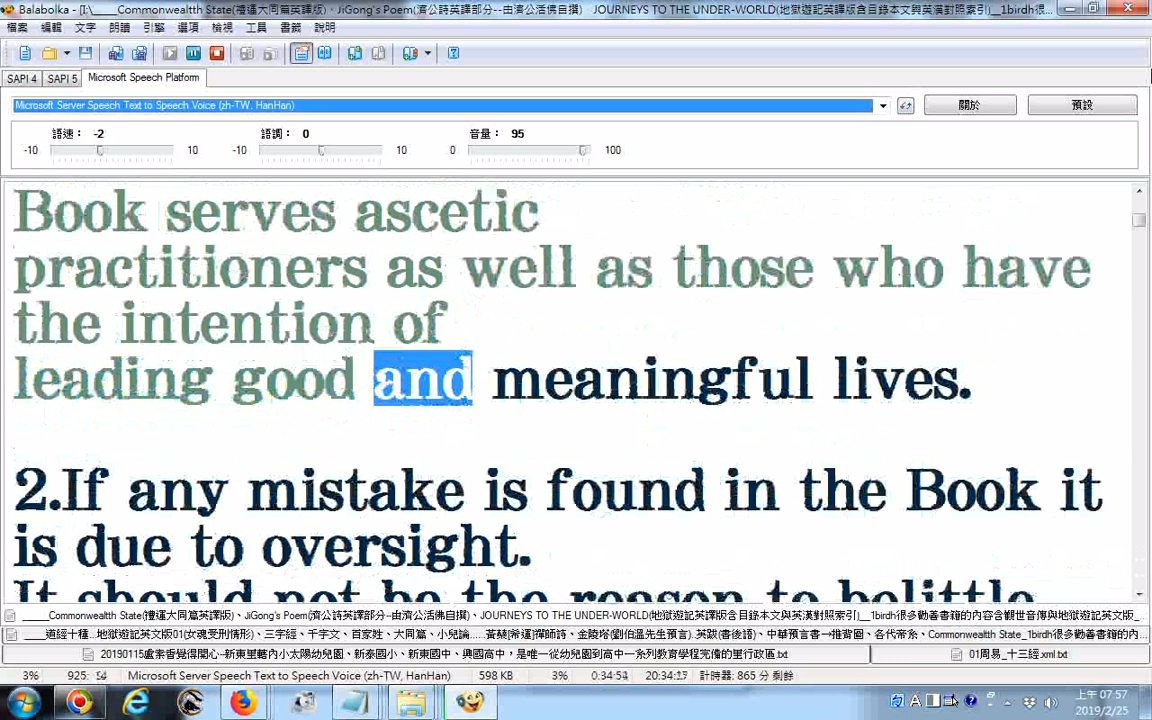 Balabolka - [I:\_____Commonwealtth State(禮運大同篇英譯版)、JiGong's Poem(濟公詩英譯部分--由濟公活佛自撰) JOURNEYS TO THE UNDER-WORLD(地獄遊記英譯版含目錄本文與英漢對照索引)__1birdh很...
檔案 編輯 文字 朗讀 引擎 選項 檢視 工具 書籤 說明
SAPI 4 SAPI 5 Microsoft Speech Platform
Microsoft Server Speech Text to Speech Voice (zh-TW, HanHan) 關於 預設
語速： -2 語調： 0 音量： 95
-10 10 -10 10 0 100
Book serves ascetic
practitioners as well as those who have
the intention of
leading good and meaningful lives.
2.If any mistake is found in the Book it
is due to oversight.
It should not be the reason to belittle
_____Commonwealth State(禮運大同篇英譯版)、JiGong's Poem(濟公詩英譯部分--由濟公活佛自撰)、JOURNEYS TO THE UNDER-WORLD(地獄遊記英譯版含目錄本文與英漢對照索引)__1birdh很多勸善書籍的內容含觀世音傳與地獄遊記英文版_
_____道經十種...地獄遊記英文版01(女魂受刑情形)、三字經、千字文、百家姓、大同篇、小兒論.....黃蘗[希運]禪師詩、金陵塔(劉伯溫先生預言).英跋(書後語)、中華預言書一推背圖、各代帝系、Commonwealth State_1birdh很多勸善書籍的內...
20190115盧素香覺得開心--新東里轄內小太陽幼兒園、新泰國小、新東國中、興國高中，是唯一從幼兒園到高中一系列教育學程完備的里行政區.txt 01周易_十三經.xml.txt
3% 925: 54 Microsoft Server Speech Text to Speech Voice (zh-TW, HanHan) 598 KB 3% 0:34:54 計時器： 865 分 剩餘
上午 07:57
2019/2/25